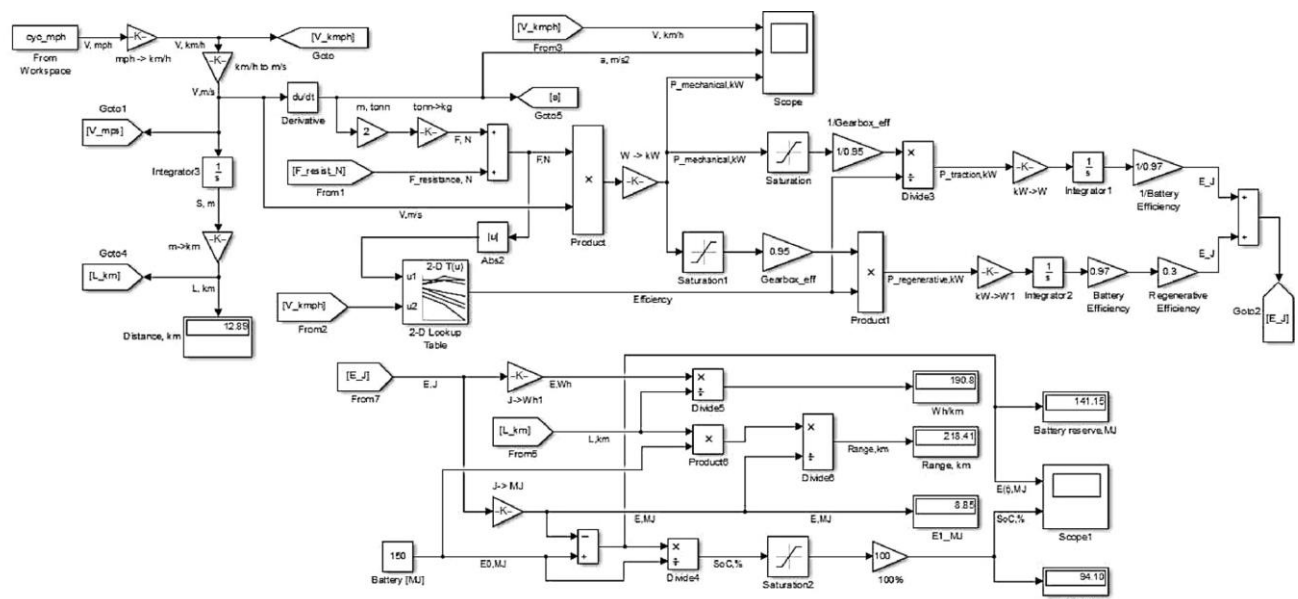 cyc_mph
From
Workspace
V, mph
-K-
mph -> km/h
V, km/h
[V_kmph]
Goto
-K-
km/h to m/s
V,m/s
Goto1
[V_mps]
Integrator3
1
s
S, m
-K-
m->km
Goto4
[L_km]
L, km
12.89
Distance, km
du/dt
Derivative
m, tonn
2
tonn->kg
-K-
F, N
[a]
Goto5
[F_resist_N]
From1
F_resistance, N
+
+
F,N
V,m/s
×
Product
|u|
Abs2
2-D T(u)
u1
u2
2-D Lookup
Table
[V_kmph]
From2
Efficiency
W -> kW
-K-
[V_kmph]
From3
V, km/h
a, m/s2
P_mechanical,kW
Scope
P_mechanical,kW
Saturation
1/Gearbox_eff
1/0.95
×
÷
Divide3
P_traction,kW
-K-
kW->W
1
s
Integrator1
1/0.97
1/Battery
Efficiency
E_J
Saturation1
0.95
Gearbox_eff
×
Product1
P_regenerative,kW
-K-
kW->W1
1
s
Integrator2
0.97
Battery
Efficiency
0.3
Regenerative
Efficiency
E_J
+
+
Goto2
[E_J]
[E_J]
From7
E,J
-K-
J->Wh1
E,Wh
×
÷
Divide5
190.8
Wh/km
[L_km]
From6
L,km
×
Product6
×
÷
Divide6
Range,km
218.41
Range, km
141.15
Battery reserve,MJ
J-> MJ
-K-
E,MJ
E,MJ
8.85
E1_MJ
150
Battery [MJ]
E0,MJ
−
+
×
÷
Divide4
SoC,%
Saturation2
100
100%
E(t),MJ
SoC,%
Scope1
94.10